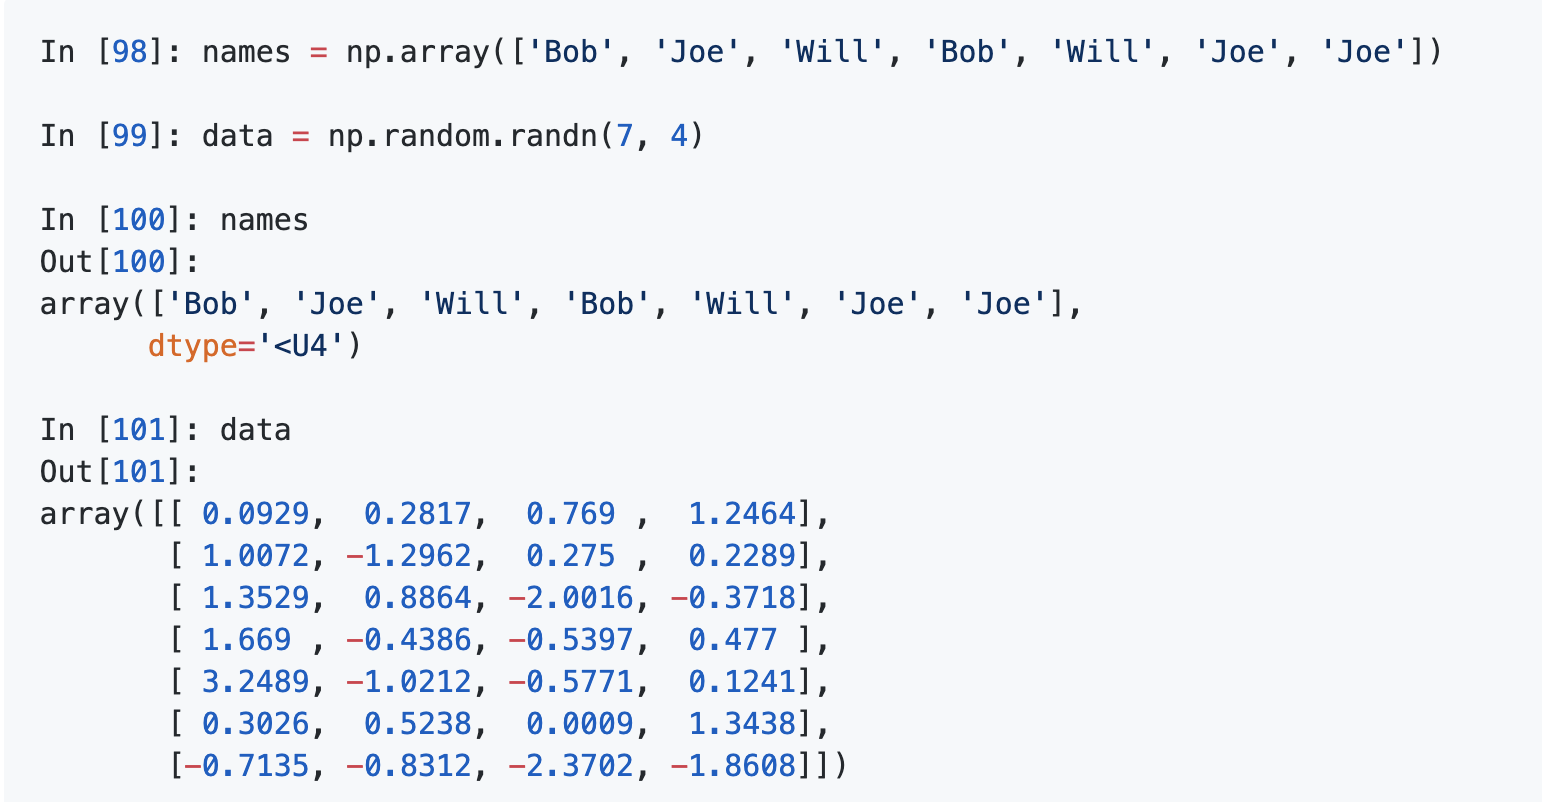 In [98]: names = np.array(['Bob', 'Joe', 'Will', 'Bob', 'Will', 'Joe', 'Joe'])
In [99]: data = np.random.randn(7, 4)
In [100]: names
Out[100]:
array(['Bob', 'Joe', 'Will', 'Bob', 'Will', 'Joe', 'Joe'],
      dtype='<U4')
In [101]: data
Out[101]:
array([[ 0.0929,  0.2817,  0.769 ,  1.2464],
       [ 1.0072, -1.2962,  0.275 ,  0.2289],
       [ 1.3529,  0.8864, -2.0016, -0.3718],
       [ 1.669 , -0.4386, -0.5397,  0.477 ],
       [ 3.2489, -1.0212, -0.5771,  0.1241],
       [ 0.3026,  0.5238,  0.0009,  1.3438],
       [-0.7135, -0.8312, -2.3702, -1.8608]])